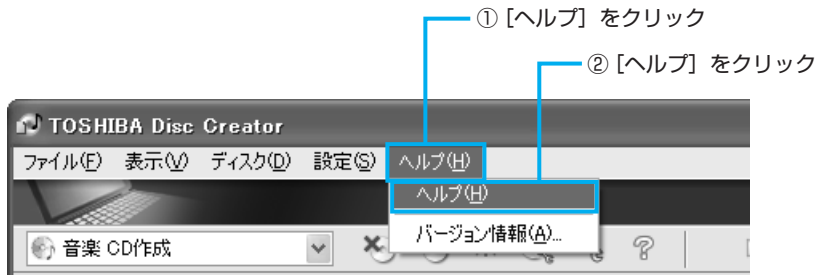 ① [ヘルプ] をクリック
② [ヘルプ] をクリック
TOSHIBA Disc Creator
ファイル(F) 表示(V) ディスク(D) 設定(S) ヘルプ(H)
ヘルプ(H)
バージョン情報(A)...
音楽 CD作成